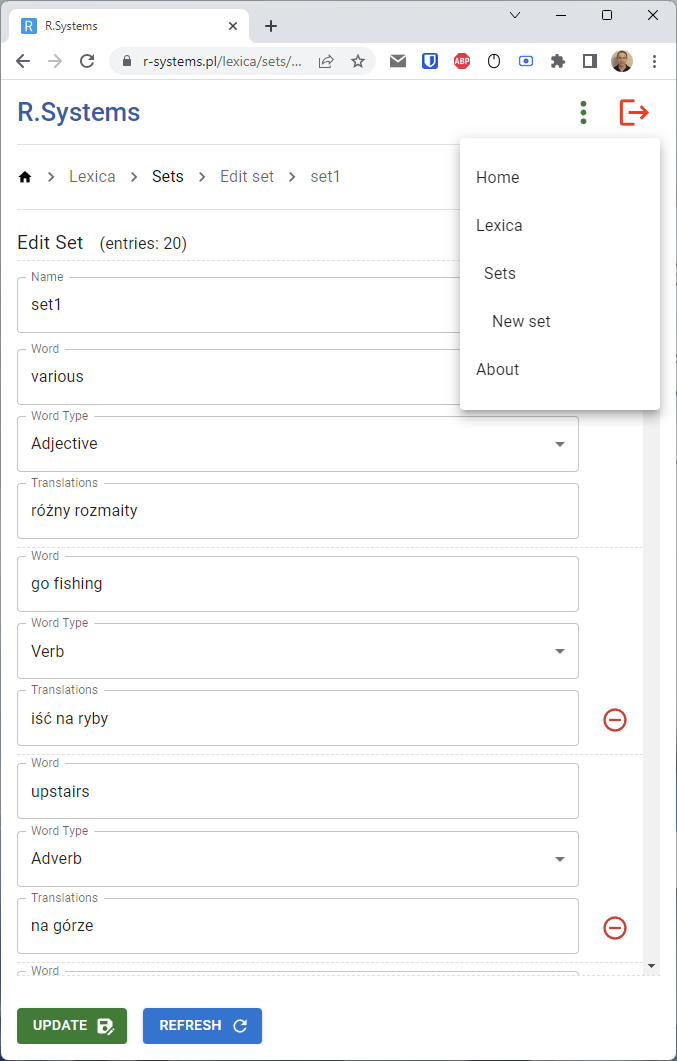 R R.Systems
r-systems.pl/lexica/sets/...
ABP
R.Systems
Lexica > Sets > Edit set > set1
Home
Lexica
Sets
New set
About
Edit Set (entries: 20)
Name
set1
Word
various
Word Type
Adjective
Translations
różny rozmaity
Word
go fishing
Word Type
Verb
Translations
iść na ryby
Word
upstairs
Word Type
Adverb
Translations
na górze
Word
UPDATE REFRESH